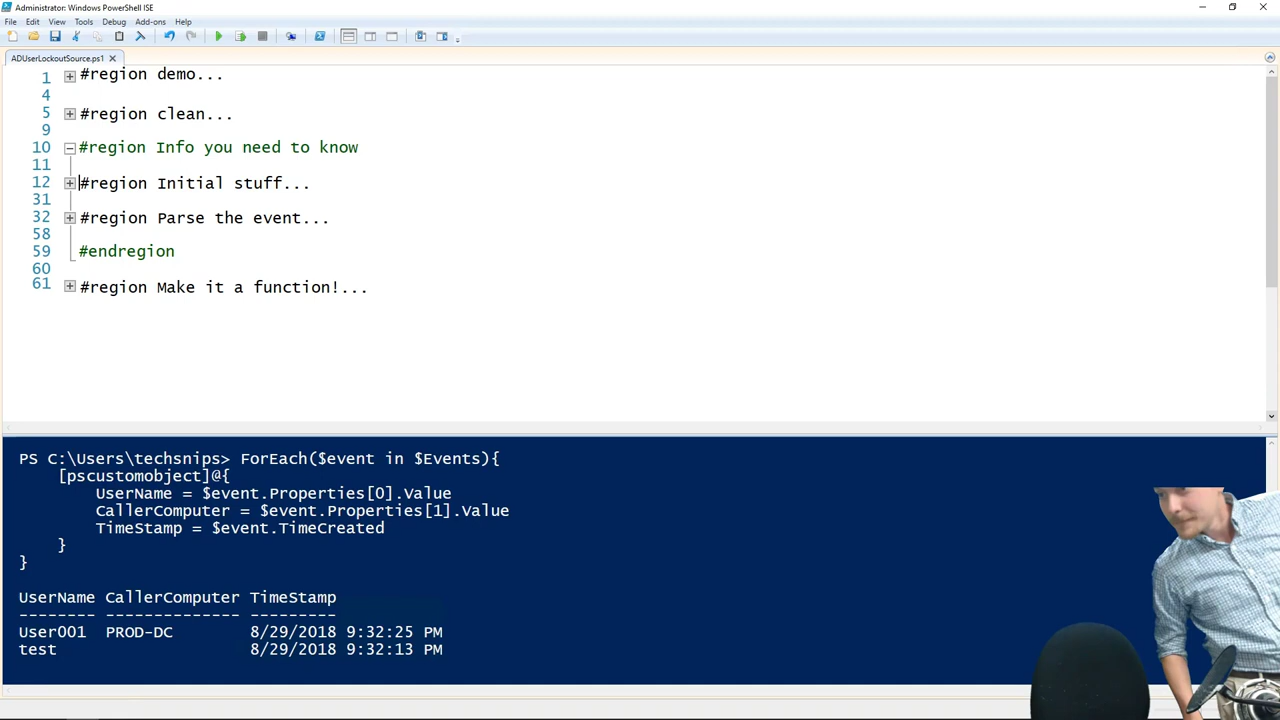 Administrator: Windows PowerShell ISE
File Edit View Tools Debug Add-ons Help
ADUserLockoutSource.ps1
1 #region demo...
4
5 #region clean...
9
10 #region Info you need to know
11
12 #region Initial stuff...
31
32 #region Parse the event...
58
59 #endregion
60
61 #region Make it a function!...
PS C:\Users\techsnips> ForEach($event in $Events){
[pscustomobject]@{
UserName = $event.Properties[0].Value
CallerComputer = $event.Properties[1].Value
TimeStamp = $event.TimeCreated
}
}
UserName CallerComputer TimeStamp
-------- -------------- ---------
User001 PROD-DC 8/29/2018 9:32:25 PM
test 8/29/2018 9:32:13 PM